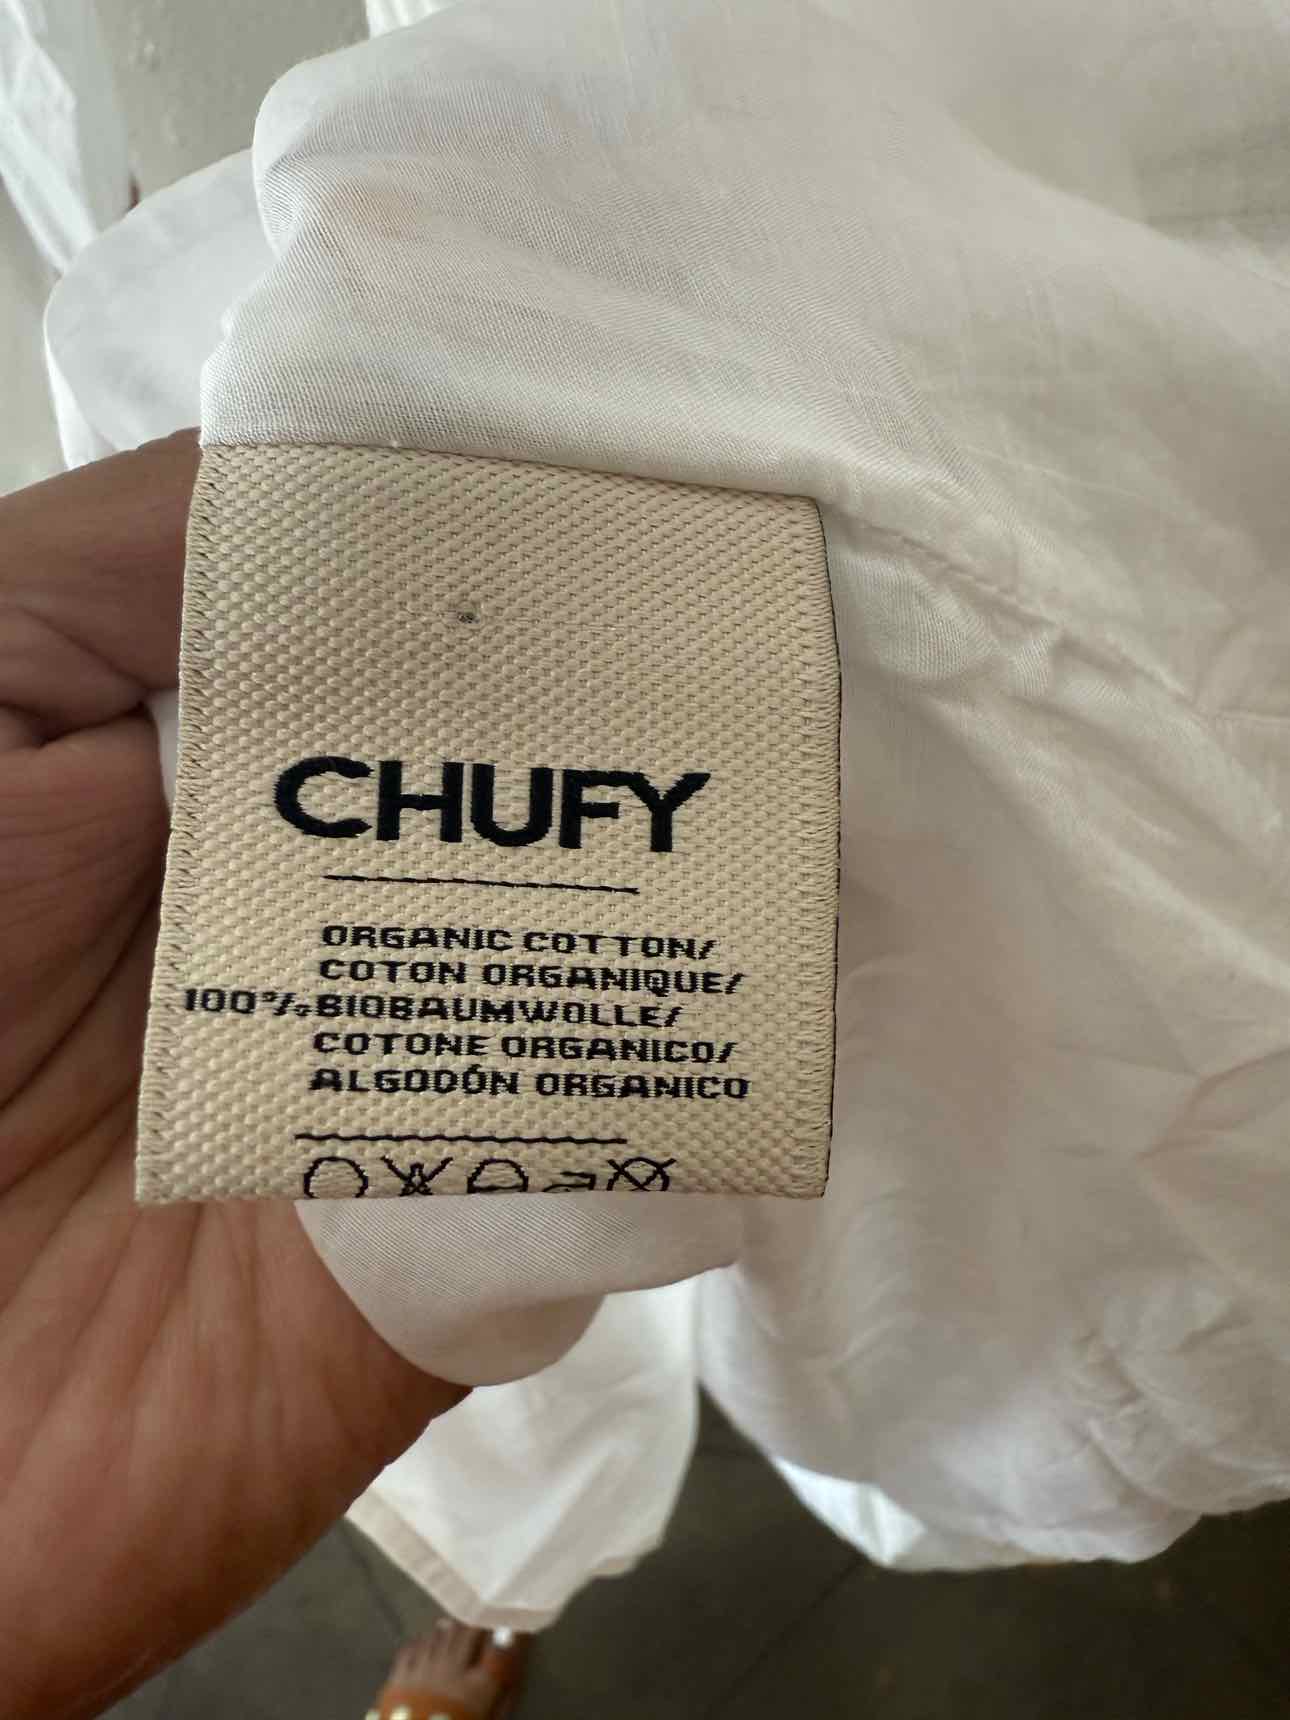 CHUFY
ORGANIC COTTON/
COTON ORGANIQUE/
100% BIOBAUMWOLLE/
COTONE ORGANICO/
ALGODÓN ORGANICO